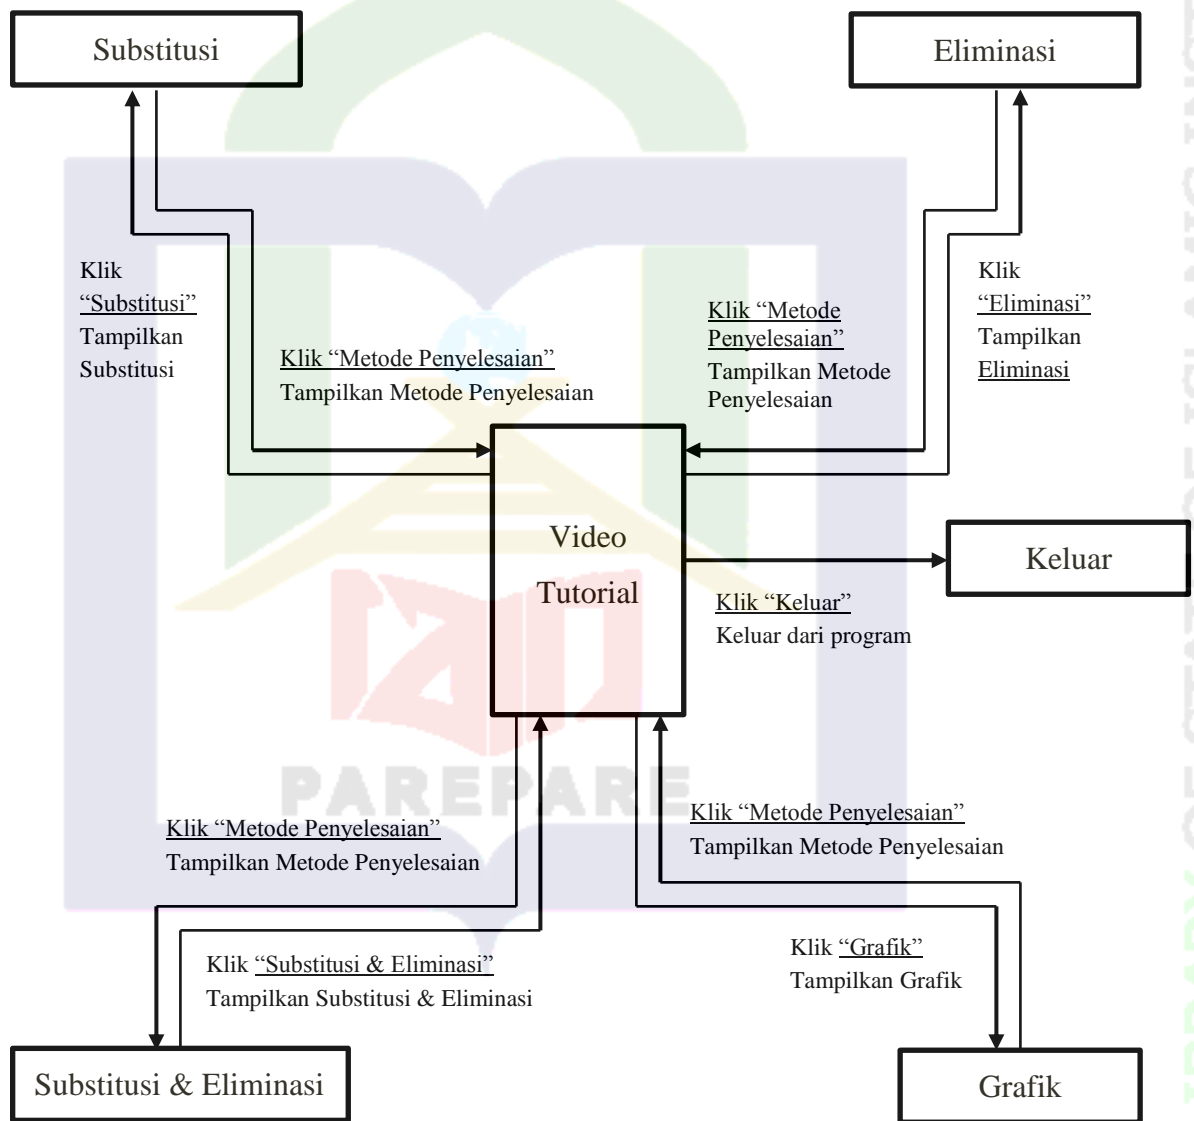 Substitusi
Eliminasi
Klik
“Substitusi”
Tampilkan
Substitusi
Klik “Metode Penyelesaian”
Tampilkan Metode Penyelesaian
Klik “Metode
Penyelesaian”
Tampilkan Metode
Penyelesaian
Klik
“Eliminasi”
Tampilkan
Eliminasi
Video
Tutorial
Keluar
Klik “Keluar”
Keluar dari program
PAREPARE
Klik “Metode Penyelesaian”
Tampilkan Metode Penyelesaian
Klik “Metode Penyelesaian”
Tampilkan Metode Penyelesaian
Klik “Substitusi & Eliminasi”
Tampilkan Substitusi & Eliminasi
Klik “Grafik”
Tampilkan Grafik
Substitusi & Eliminasi
Grafik